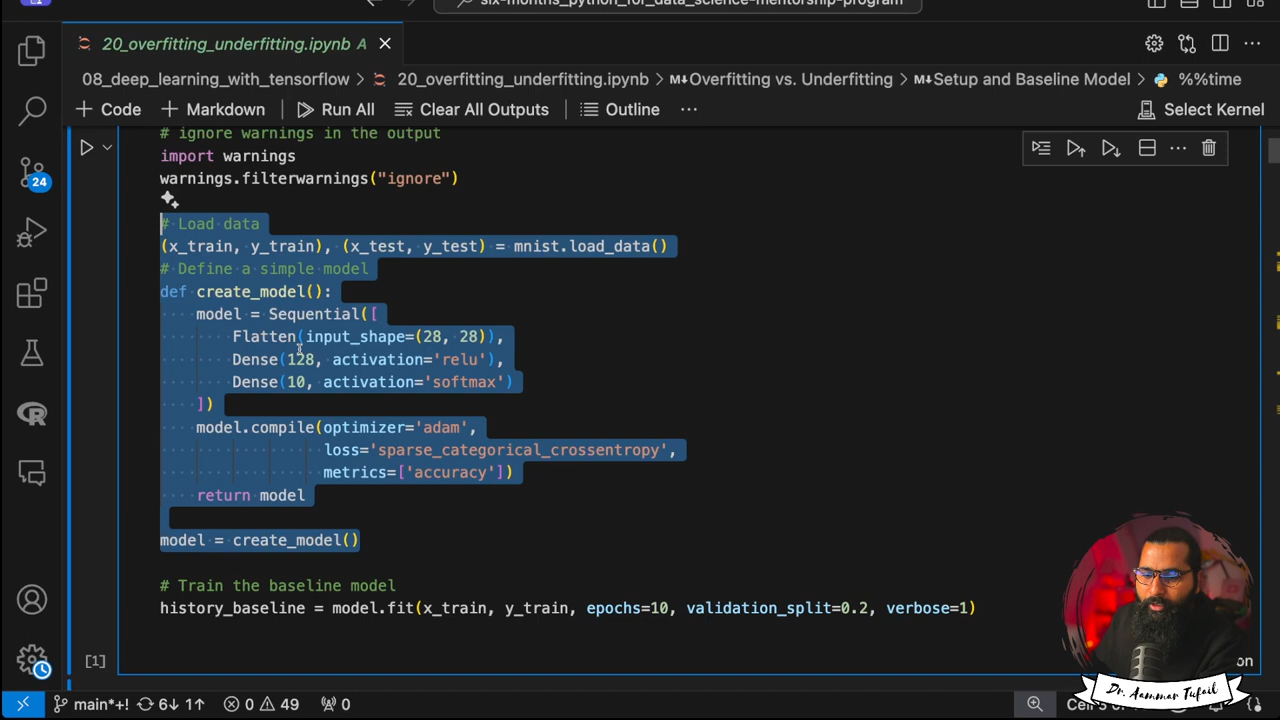 six-months_python_for_data_science-mentorship-program
20_overfitting_underfitting.ipynb A
08_deep_learning_with_tensorflow > 20_overfitting_underfitting.ipynb > M↓Overfitting vs. Underfitting > M↓Setup and Baseline Model > %%time
+ Code + Markdown Run All Clear All Outputs Outline ... Select Kernel
# ignore warnings in the output
import warnings
warnings.filterwarnings("ignore")
# Load data
(x_train, y_train), (x_test, y_test) = mnist.load_data()
# Define a simple model
def create_model():
model = Sequential([
Flatten(input_shape=(28, 28)),
Dense(128, activation='relu'),
Dense(10, activation='softmax')
])
model.compile(optimizer='adam',
loss='sparse_categorical_crossentropy',
metrics=['accuracy'])
return model
model = create_model()
# Train the baseline model
history_baseline = model.fit(x_train, y_train, epochs=10, validation_split=0.2, verbose=1)
[1]
on
24
Dr. Aammar Tufail
main*+! 6↓ 1↑ 0 49 0